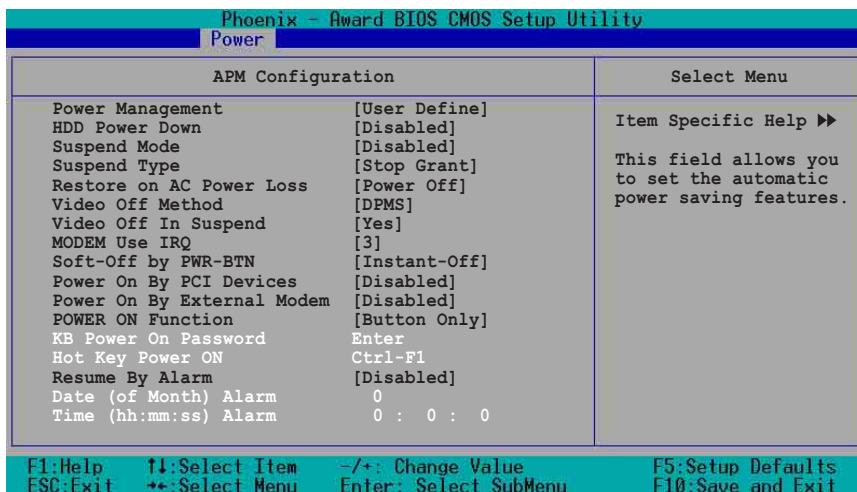 Phoenix - Award BIOS CMOS Setup Utility
Power
APM Configuration
Select Menu
Power Management [User Define]
HDD Power Down [Disabled]
Suspend Mode [Disabled]
Suspend Type [Stop Grant]
Restore on AC Power Loss [Power Off]
Video Off Method [DPMS]
Video Off In Suspend [Yes]
MODEM Use IRQ [3]
Soft-Off by PWR-BTN [Instant-Off]
Power On By PCI Devices [Disabled]
Power On By External Modem [Disabled]
POWER ON Function [Button Only]
KB Power On Password Enter
Hot Key Power ON Ctrl-F1
Resume By Alarm [Disabled]
Date (of Month) Alarm 0
Time (hh:mm:ss) Alarm 0 : 0 : 0
Item Specific Help ▶▶
This field allows you
to set the automatic
power saving features.
F1:Help ↑↓:Select Item -/+: Change Value F5:Setup Defaults
ESC:Exit →←:Select Menu Enter: Select SubMenu F10:Save and Exit